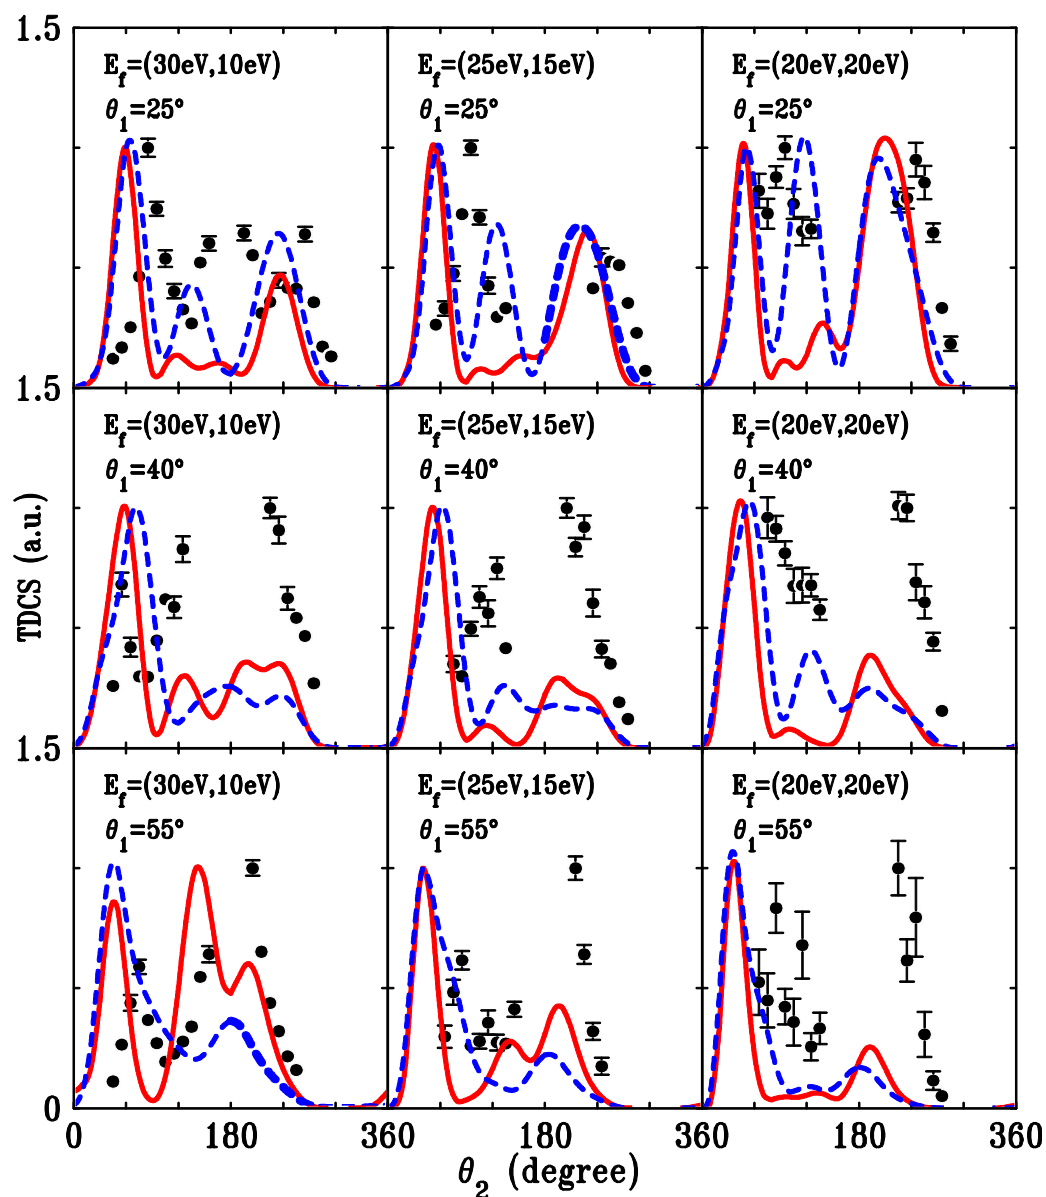 1.5
E_f=(30eV,10eV)
θ_1=25°
E_f=(25eV,15eV)
θ_1=25°
E_f=(20eV,20eV)
θ_1=25°
1.5
E_f=(30eV,10eV)
θ_1=40°
E_f=(25eV,15eV)
θ_1=40°
E_f=(20eV,20eV)
θ_1=40°
TDCS (a.u.)
1.5
E_f=(30eV,10eV)
θ_1=55°
E_f=(25eV,15eV)
θ_1=55°
E_f=(20eV,20eV)
θ_1=55°
0
0 180 360 180 360 180 360
θ_2 (degree)